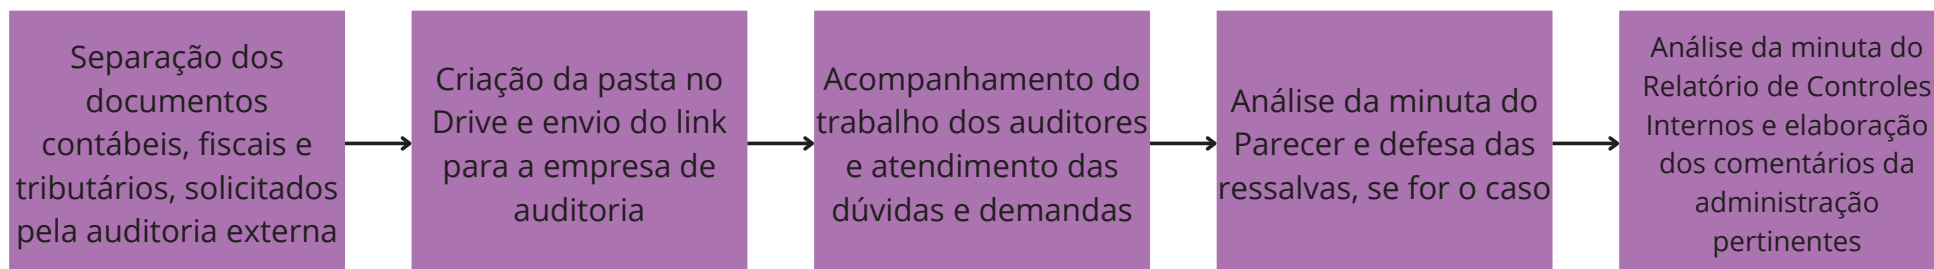 Separação dos
documentos
contábeis, fiscais e
tributários, solicitados
pela auditoria externa
Criação da pasta no
Drive e envio do link
para a empresa de
auditoria
Acompanhamento do
trabalho dos auditores
e atendimento das
dúvidas e demandas
Análise da minuta do
Parecer e defesa das
ressalvas, se for o caso
Análise da minuta do
Relatório de Controles
Internos e elaboração
dos comentários da
administração
pertinentes